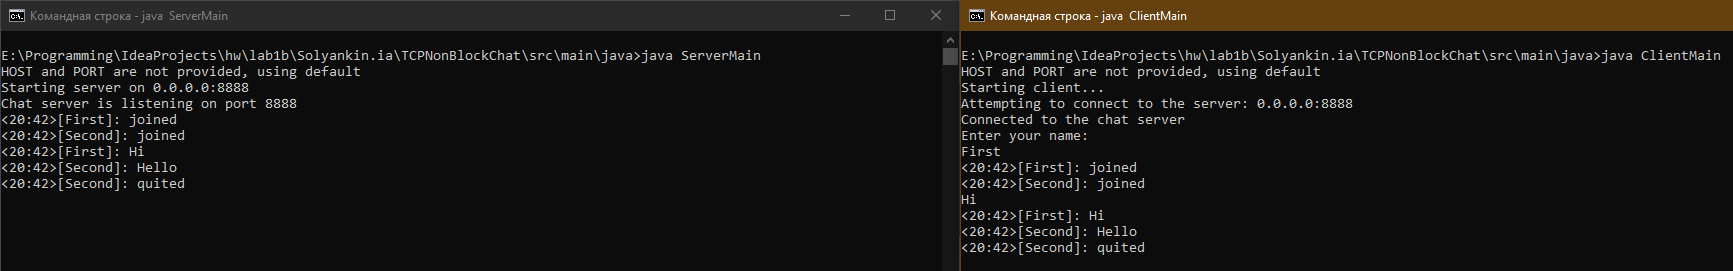 Командная строка - java  ServerMain
E:\Programming\IdeaProjects\hw\lab1b\Solyankin.ia\TCPNonBlockChat\src\main\java>java ServerMain
HOST and PORT are not provided, using default
Starting server on 0.0.0.0:8888
Chat server is listening on port 8888
<20:42>[First]: joined
<20:42>[Second]: joined
<20:42>[First]: Hi
<20:42>[Second]: Hello
<20:42>[Second]: quited
Командная строка - java  ClientMain
E:\Programming\IdeaProjects\hw\lab1b\Solyankin.ia\TCPNonBlockChat\src\main\java>java ClientMain
HOST and PORT are not provided, using default
Starting client...
Attempting to connect to the server: 0.0.0.0:8888
Connected to the chat server
Enter your name:
First
<20:42>[First]: joined
<20:42>[Second]: joined
Hi
<20:42>[First]: Hi
<20:42>[Second]: Hello
<20:42>[Second]: quited